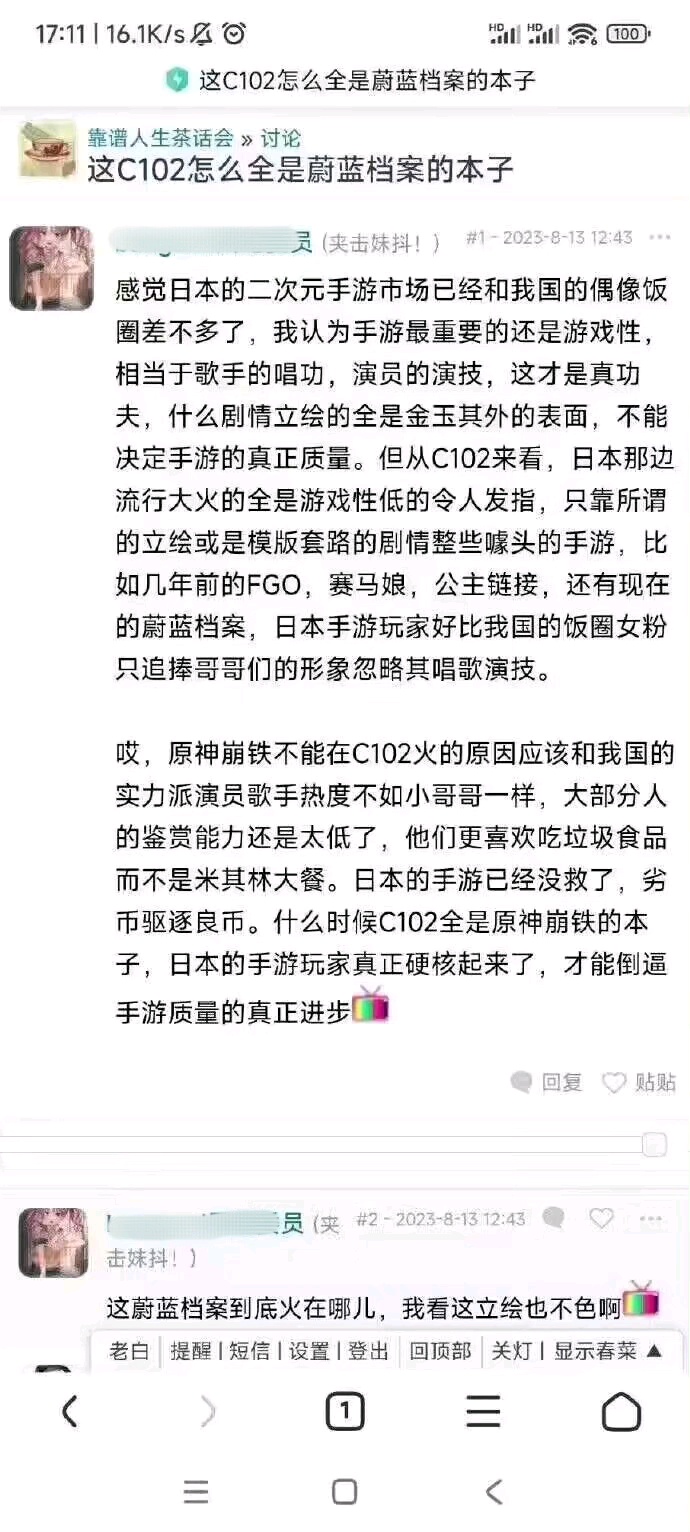 17:11 | 16.1K/s
HD HD 100
这C102怎么全是蔚蓝档案的本子
靠谱人生茶话会 » 讨论
这C102怎么全是蔚蓝档案的本子
员 (夹击妹抖！) #1 - 2023-8-13 12:43 ···
感觉日本的二次元手游市场已经和我国的偶像饭
圈差不多了，我认为手游最重要的还是游戏性，
相当于歌手的唱功，演员的演技，这才是真功
夫，什么剧情立绘的全是金玉其外的表面，不能
决定手游的真正质量。但从C102来看，日本那边
流行大火的全是游戏性低的令人发指，只靠所谓
的立绘或是模版套路的剧情整些噱头的手游，比
如几年前的FGO，赛马娘，公主链接，还有现在
的蔚蓝档案，日本手游玩家好比我国的饭圈女粉
只追捧哥哥们的形象忽略其唱歌演技。
哎，原神崩铁不能在C102火的原因应该和我国的
实力派演员歌手热度不如小哥哥一样，大部分人
的鉴赏能力还是太低了，他们更喜欢吃垃圾食品
而不是米其林大餐。日本的手游已经没救了，劣
币驱逐良币。什么时候C102全是原神崩铁的本
子，日本的手游玩家真正硬核起来了，才能倒逼
手游质量的真正进步
回复 贴贴
员 (夹 #2 - 2023-8-13 12:43 ···
击妹抖！)
这蔚蓝档案到底火在哪儿，我看这立绘也不色啊
老白 | 提醒 | 短信 | 设置 | 登出 | 回顶部 | 关灯 | 显示春菜 ▲
1